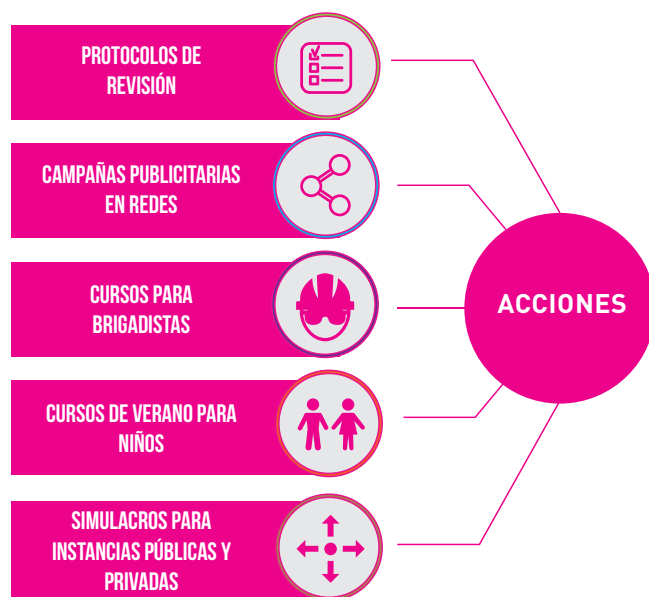 PROTOCOLOS DE
REVISIÓN
CAMPAÑAS PUBLICITARIAS
EN REDES
CURSOS PARA
BRIGADISTAS
CURSOS DE VERANO PARA
NIÑOS
SIMULACROS PARA
INSTANCIAS PÚBLICAS Y
PRIVADAS
ACCIONES